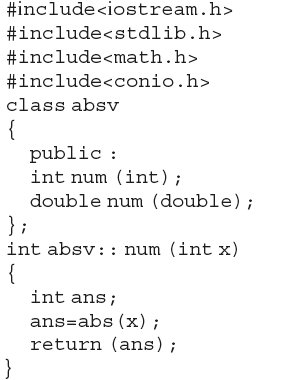 #include<iostream.h>
#include<stdlib.h>
#include<math.h>
#include<conio.h>
class absv
{
public :
int num (int);
double num (double);
};
int absv:: num (int x)
{
int ans;
ans=abs(x);
return (ans);
}